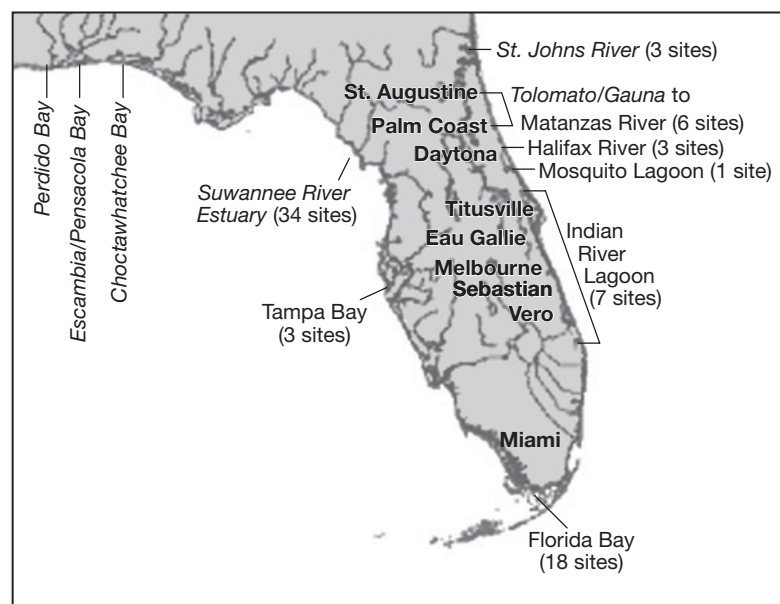 St. Johns River (3 sites)
St. Augustine
Tolomato/Gauna to
Matanzas River (6 sites)
Palm Coast
Halifax River (3 sites)
Daytona
Mosquito Lagoon (1 site)
Perdido Bay
Escambia/Pensacola Bay
Choctawhatchee Bay
Suwannee River
Estuary (34 sites)
Titusville
Eau Gallie
Indian
River
Lagoon
(7 sites)
Melbourne
Sebastian
Vero
Tampa Bay
(3 sites)
Miami
Florida Bay
(18 sites)